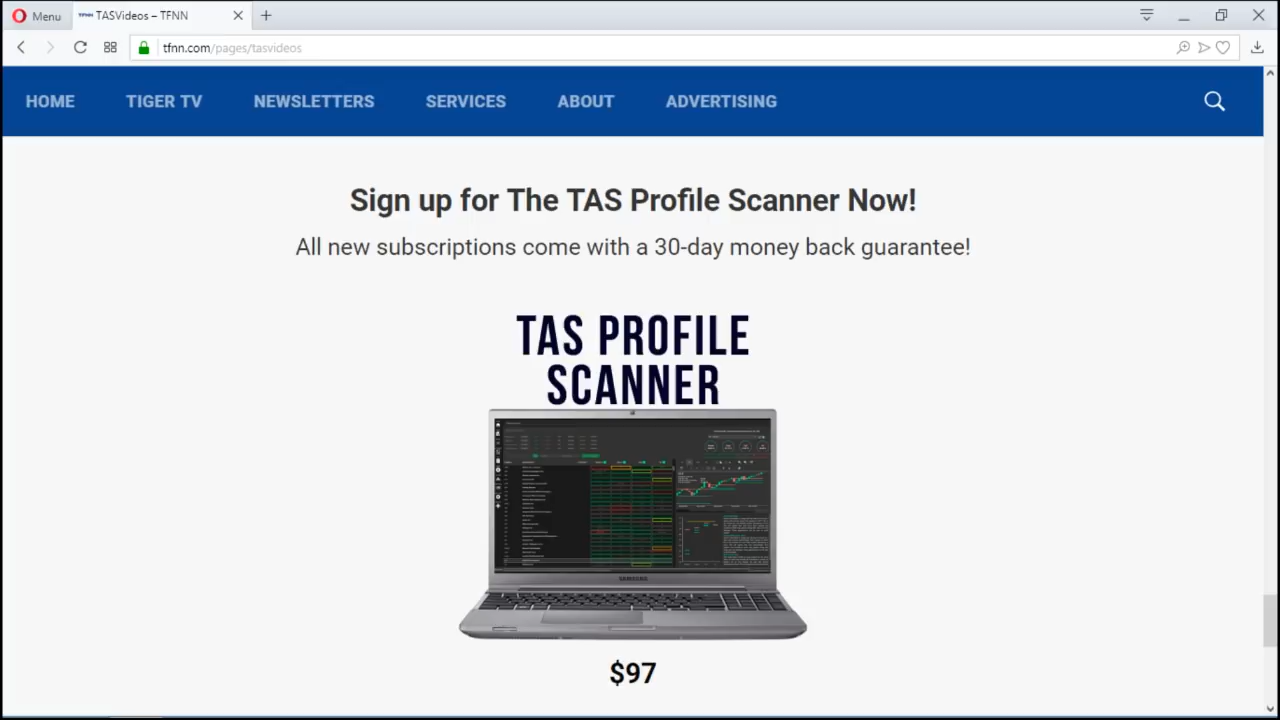 Menu
TFNN TASVideos – TFNN
tfnn.com/pages/tasvideos
HOME TIGER TV NEWSLETTERS SERVICES ABOUT ADVERTISING
Sign up for The TAS Profile Scanner Now!
All new subscriptions come with a 30-day money back guarantee!
TAS PROFILE
SCANNER
SAMSUNG
$97